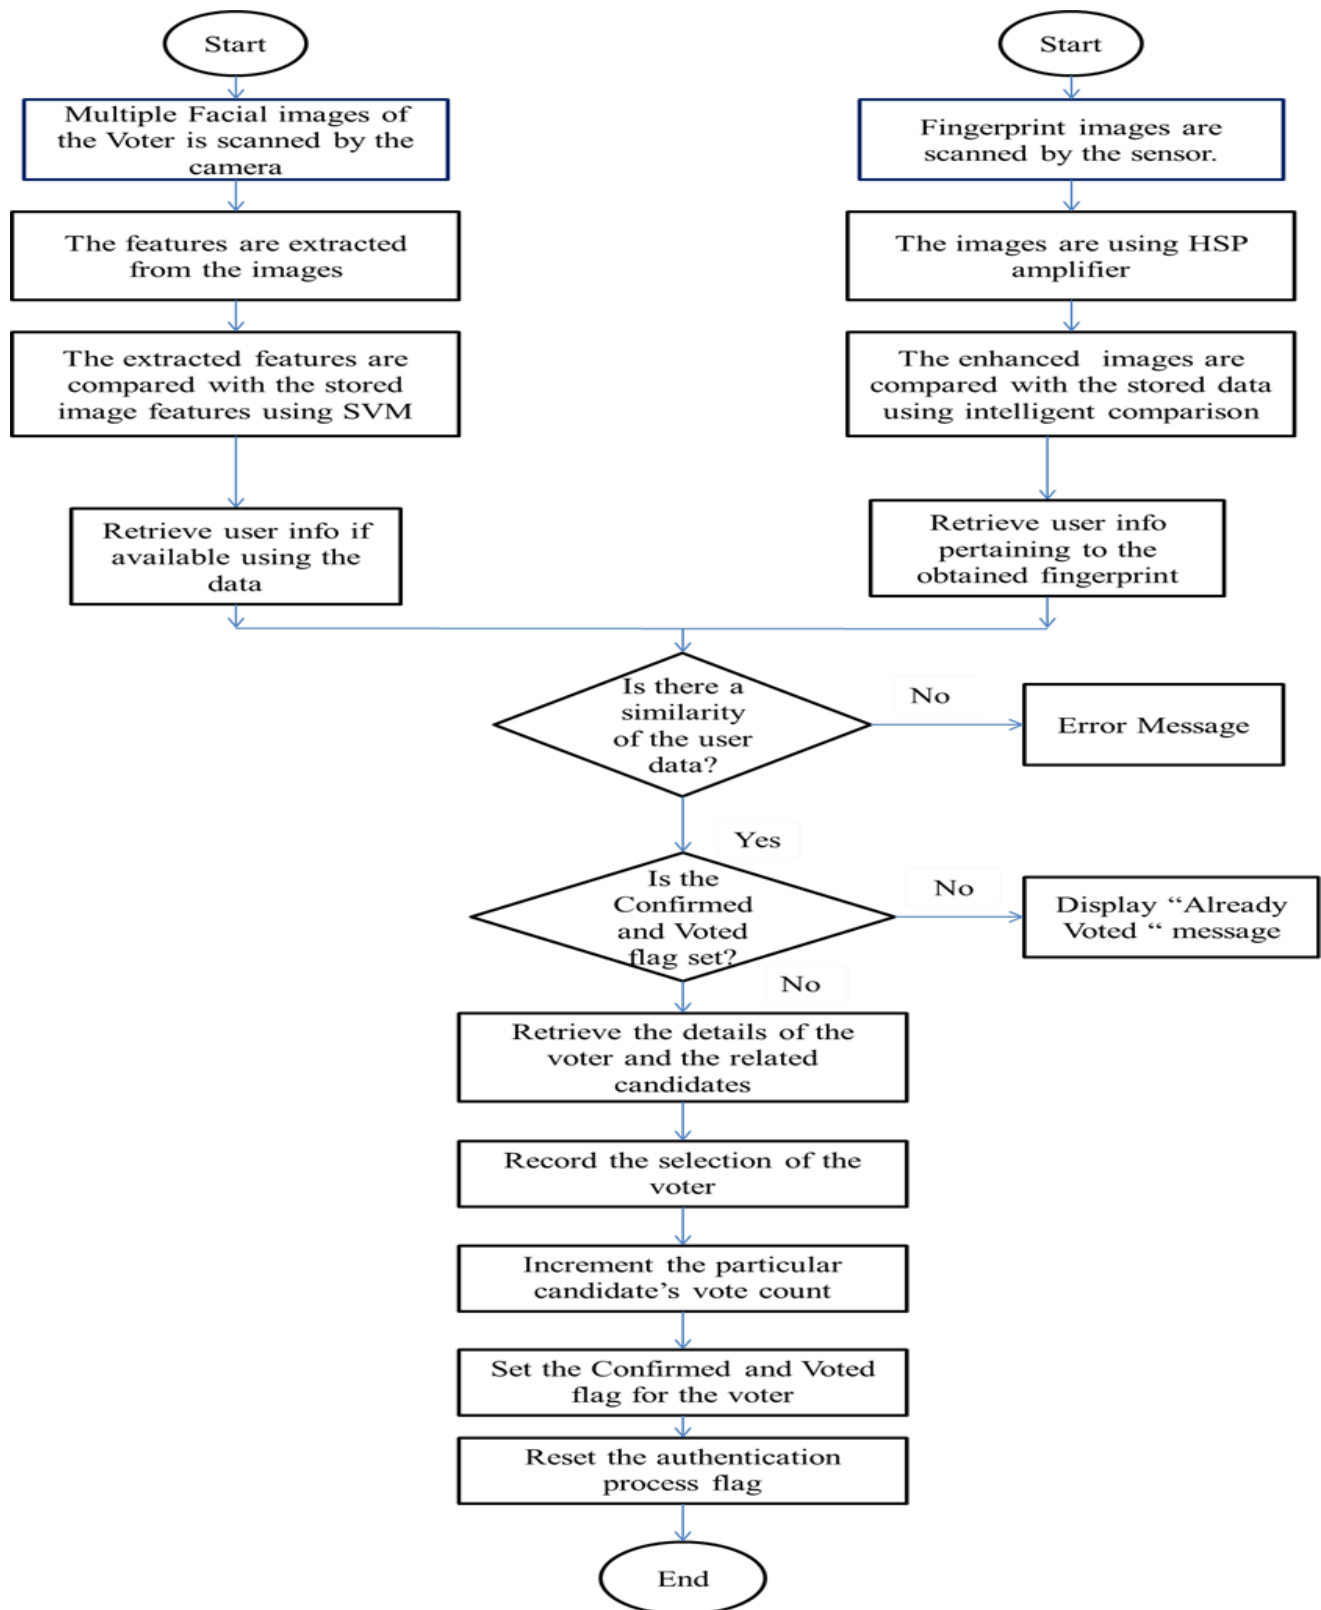 Start
Multiple Facial images of
the Voter is scanned by the
camera
The features are extracted
from the images
The extracted features are
compared with the stored
image features using SVM
Retrieve user info if
available using the
data
Start
Fingerprint images are
scanned by the sensor.
The images are using HSP
amplifier
The enhanced images are
compared with the stored data
using intelligent comparison
Retrieve user info
pertaining to the
obtained fingerprint
Is there a
similarity
of the user
data?
No
Error Message
Yes
Is the
Confirmed
and Voted
flag set?
No
Display “Already
Voted “ message
No
Retrieve the details of the
voter and the related
candidates
Record the selection of the
voter
Increment the particular
candidate’s vote count
Set the Confirmed and Voted
flag for the voter
Reset the authentication
process flag
End